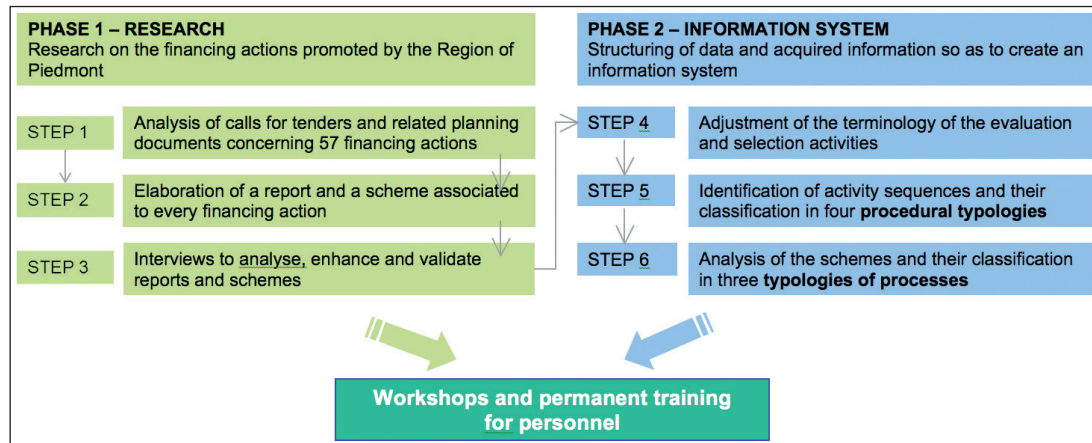 PHASE 1 – RESEARCH
Research on the financing actions promoted by the Region of
Piedmont
STEP 1
Analysis of calls for tenders and related planning
documents concerning 57 financing actions
STEP 2
Elaboration of a report and a scheme associated
to every financing action
STEP 3
Interviews to analyse, enhance and validate
reports and schemes
PHASE 2 – INFORMATION SYSTEM
Structuring of data and acquired information so as to create an
information system
STEP 4
Adjustment of the terminology of the evaluation
and selection activities
STEP 5
Identification of activity sequences and their
classification in four procedural typologies
STEP 6
Analysis of the schemes and their classification
in three typologies of processes
Workshops and permanent training
for personnel